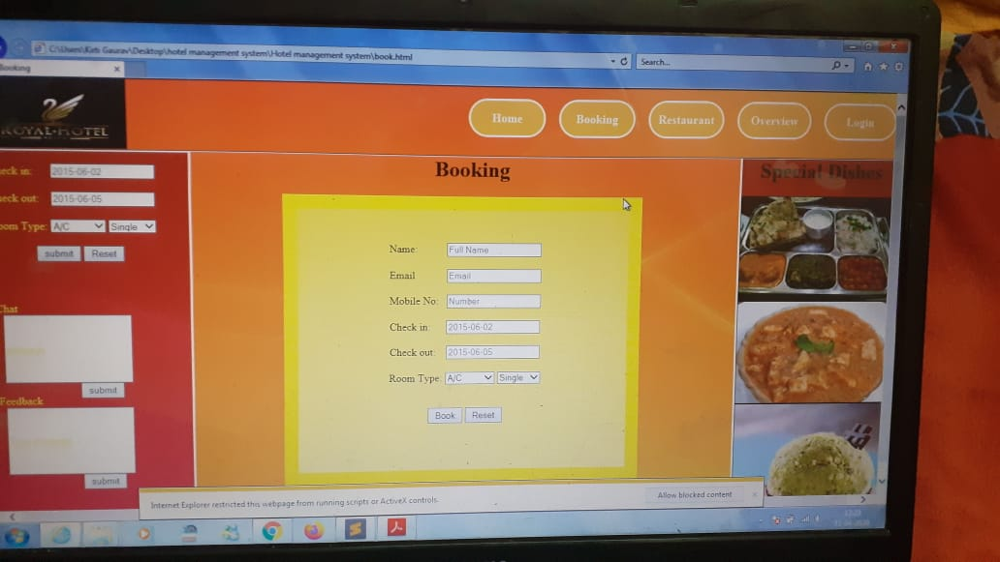 C:\Users\Kirti Gaurav\Desktop\hotel management system\Hotel management system\book.html
Search...
Booking
ROYAL-HOTEL
Home
Booking
Restaurant
Overview
Login
eck in:
2015-06-02
eck out:
2015-06-05
oom Type:
A/C
Single
submit
Reset
Chat
submit
Feedback
submit
Booking
Name:
Full Name
Email
Email
Mobile No:
Number
Check in:
2015-06-02
Check out:
2015-06-05
Room Type:
A/C
Single
Book
Reset
Special Dishes
Internet Explorer restricted this webpage from running scripts or ActiveX controls.
Allow blocked content